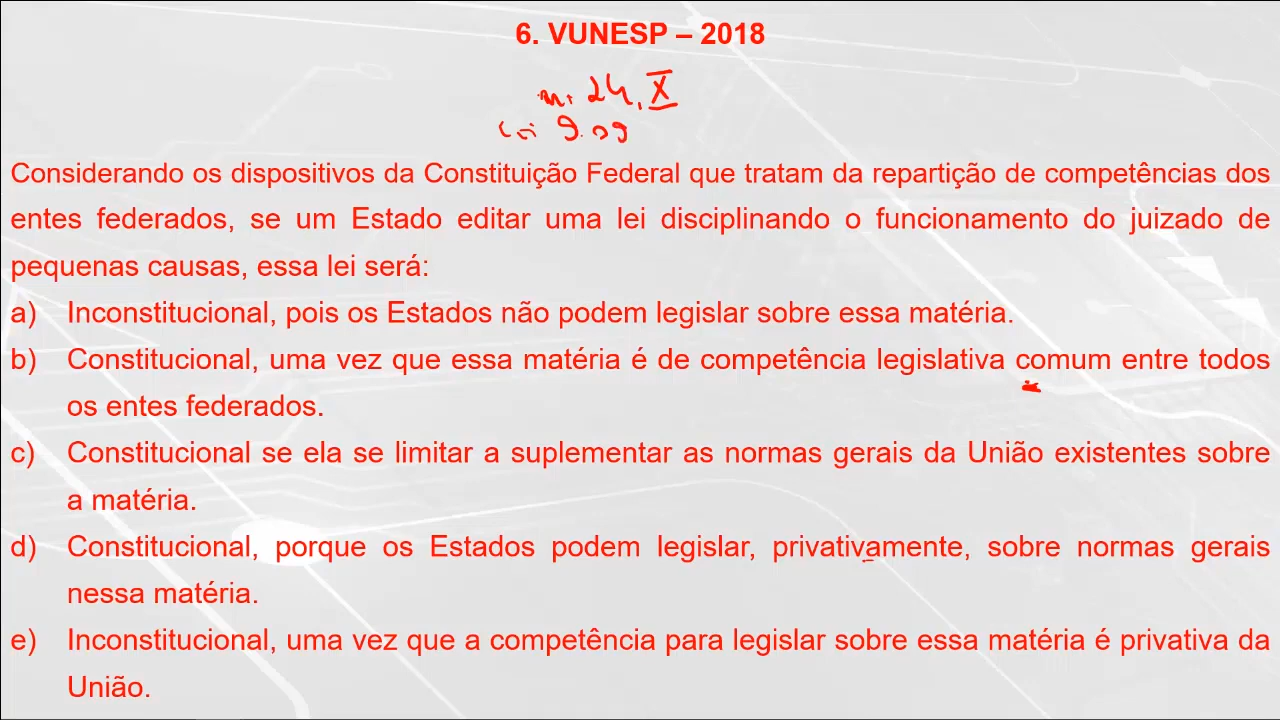 6. VUNESP – 2018
24, X
9.09
Considerando os dispositivos da Constituição Federal que tratam da repartição de competências dos
entes federados, se um Estado editar uma lei disciplinando o funcionamento do juizado de
pequenas causas, essa lei será:
a) Inconstitucional, pois os Estados não podem legislar sobre essa matéria.
b) Constitucional, uma vez que essa matéria é de competência legislativa comum entre todos
os entes federados.
c) Constitucional se ela se limitar a suplementar as normas gerais da União existentes sobre
a matéria.
d) Constitucional, porque os Estados podem legislar, privativamente, sobre normas gerais
nessa matéria.
e) Inconstitucional, uma vez que a competência para legislar sobre essa matéria é privativa da
União.